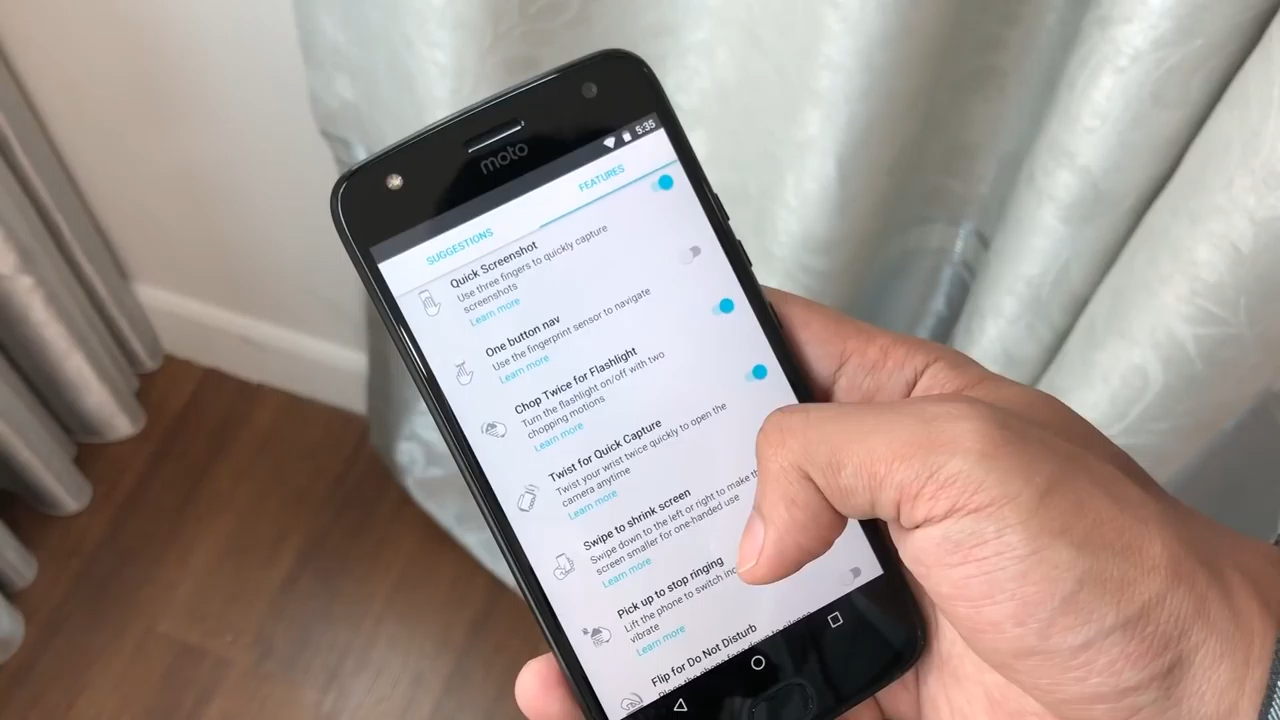 moto
5:35
SUGGESTIONS
FEATURES
Quick Screenshot
Use three fingers to quickly capture
screenshots
Learn more
One button nav
Use the fingerprint sensor to navigate
Learn more
Chop Twice for Flashlight
Turn the flashlight on/off with two
chopping motions
Learn more
Twist for Quick Capture
Twist your wrist twice quickly to open the
camera anytime
Learn more
Swipe to shrink screen
Swipe down to the left or right to make the
screen smaller for one-handed use
Learn more
Pick up to stop ringing
Lift the phone to switch
vibrate
Learn more
Flip for Do Not Disturb